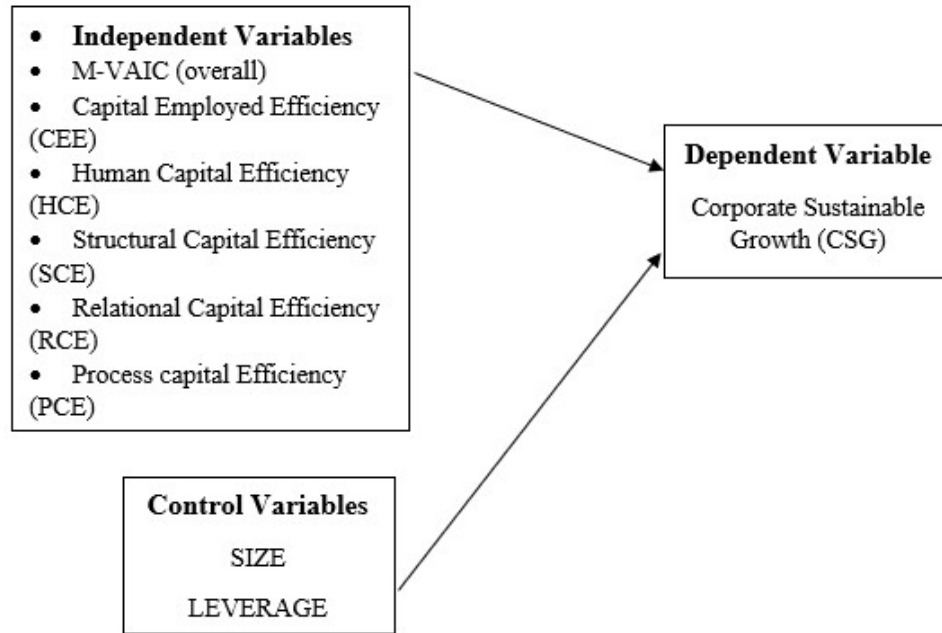 • Independent Variables
• M-VAIC (overall)
• Capital Employed Efficiency
(CEE)
• Human Capital Efficiency
(HCE)
• Structural Capital Efficiency
(SCE)
• Relational Capital Efficiency
(RCE)
• Process capital Efficiency
(PCE)
Dependent Variable
Corporate Sustainable
Growth (CSG)
Control Variables
SIZE
LEVERAGE